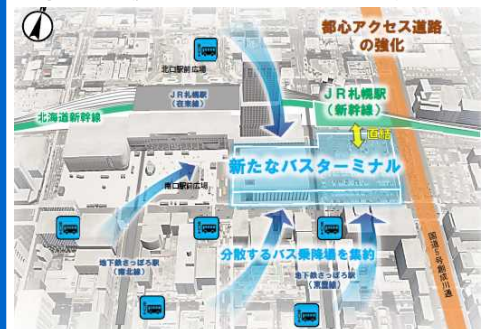 都心アクセス道路
の強化
北口駅前広場
JR札幌駅
(在来線)
JR札幌駅
(新幹線)
北海道新幹線
直結
新たなバスターミナル
南口駅前広場
分散するバス乗降場を集約
地下鉄さっぽろ駅
(南北線)
地下鉄さっぽろ駅
(東豊線)
国道5号創成川通